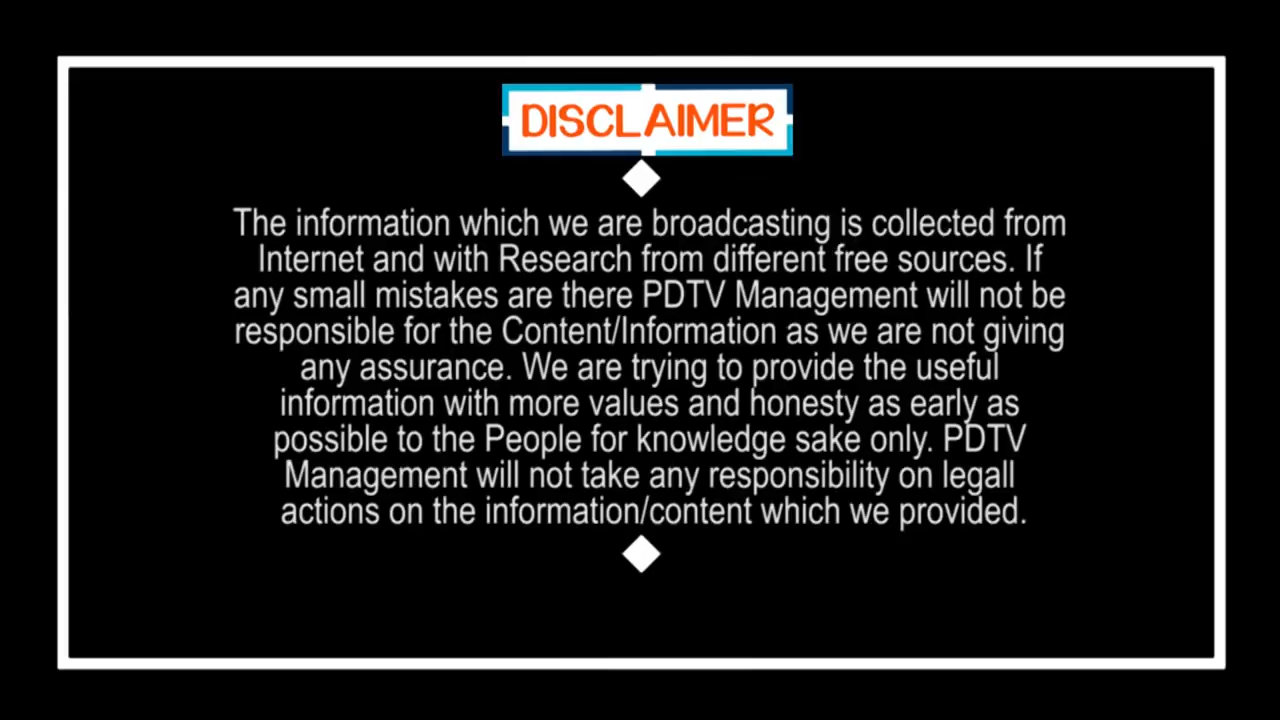 DISCLAIMER
The information which we are broadcasting is collected from
Internet and with Research from different free sources. If
any small mistakes are there PDTV Management will not be
responsible for the Content/Information as we are not giving
any assurance. We are trying to provide the useful
information with more values and honesty as early as
possible to the People for knowledge sake only. PDTV
Management will not take any responsibility on legall
actions on the information/content which we provided.